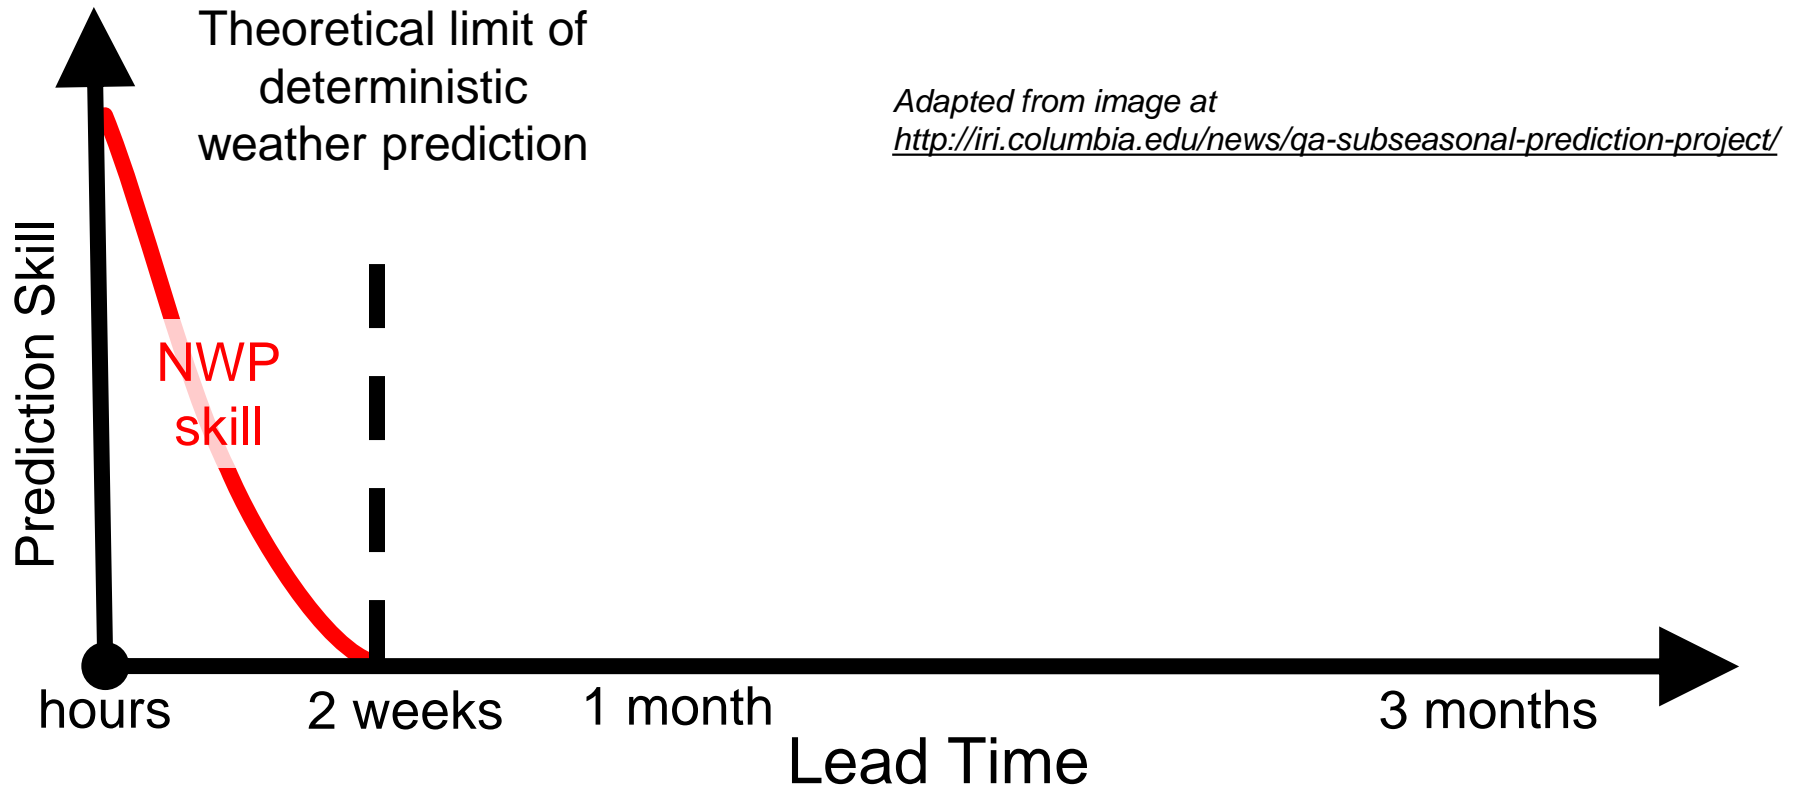 Theoretical limit of
deterministic
weather prediction
Adapted from image at
http://iri.columbia.edu/news/qa-subseasonal-prediction-project/
Prediction Skill
NWP
skill
hours
2 weeks
1 month
3 months
Lead Time